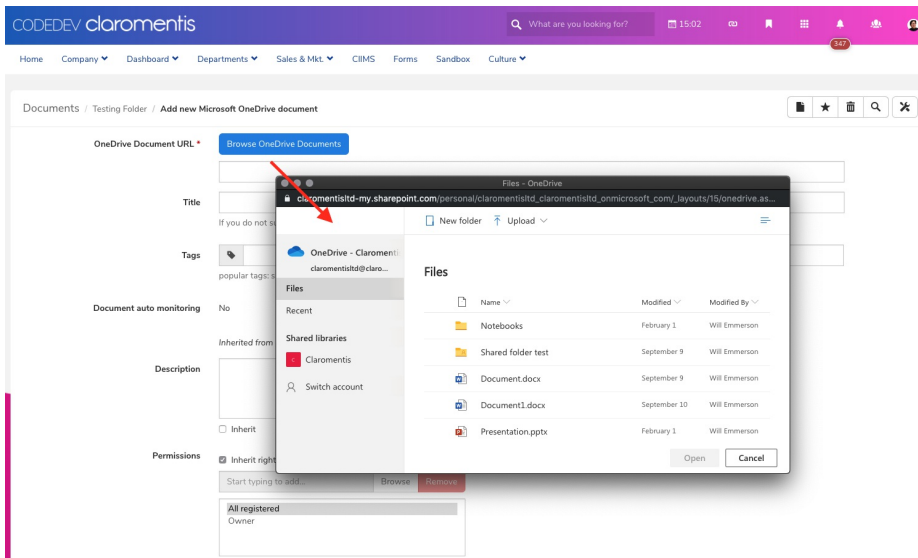 CODEDEV claromentis
What are you looking for?
15:02
347
Home Company Dashboard Departments Sales & Mkt. CIIMS Forms Sandbox Culture
Documents / Testing Folder / Add new Microsoft OneDrive document
OneDrive Document URL *
Browse OneDrive Documents
Title
If you do not
Tags
popular tags:
Document auto monitoring
No
Inherited from
Description
Inherit
Permissions
Inherit right
Start typing to add...
Browse
Remove
All registered
Owner
Files - OneDrive
claromentisltd-my.sharepoint.com/personal/claromentisltd_claromentisltd_onmicrosoft_com/_layouts/15/onedrive.as...
New folder
Upload
OneDrive - Claromenti
claromentisltd@claro...
Files
Recent
Shared libraries
Claromentis
Switch account
Files
Name Modified Modified By
Notebooks February 1 Will Emmerson
Shared folder test September 9 Will Emmerson
Document.docx September 9 Will Emmerson
Document1.docx September 10 Will Emmerson
Presentation.pptx February 1 Will Emmerson
Open
Cancel